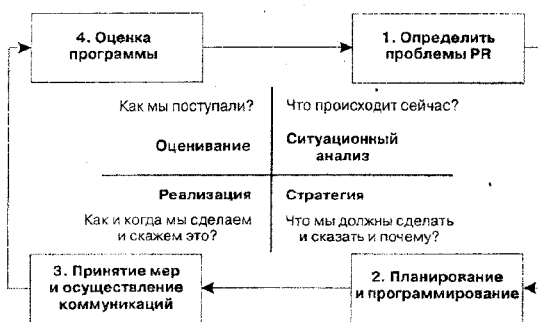 4. Оценка
программы
1. Определить
проблемы PR
Как мы поступали?
Что происходит сейчас?
Оценивание
Ситуационный
анализ
Реализация
Стратегия
Как и когда мы сделаем
и скажем это?
Что мы должны сделать
и сказать и почему?
3. Принятие мер
и осуществление
коммуникаций
2. Планирование
и программирование